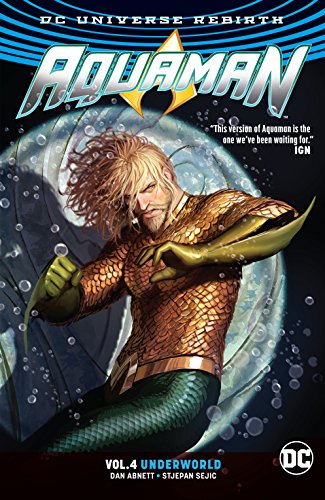 DC UNIVERSE REBIRTH
AQUAMAN
"This version of Aquaman is the
one we've been waiting for."
IGN
VOL.4 UNDERWORLD
DAN ABNETT • STJEPAN SEJIC
DC